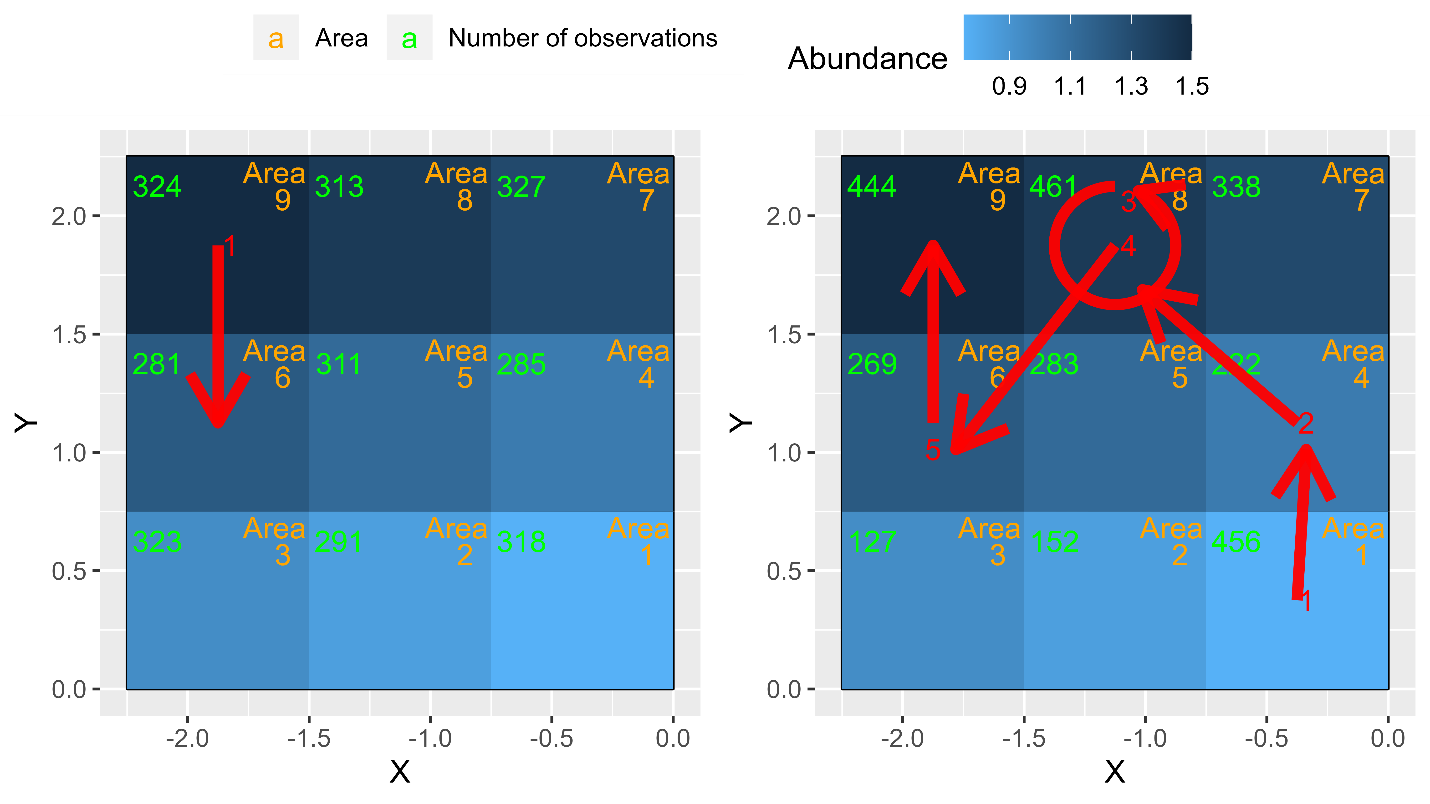 a Area a Number of observations
Abundance
0.9 1.1 1.3 1.5
324 Area 9 313 Area 8 327 Area 7
1
281 Area 6 311 Area 5 285 Area 4
323 Area 3 291 Area 2 318 Area 1
2.0
1.5
1.0
0.5
0.0
Y
-2.0 -1.5 -1.0 -0.5 0.0
X
444 Area 9 461 Area 8 338 Area 7
3
4
269 Area 6 283 Area 5 222 Area 4
2
5
127 Area 3 152 Area 2 456 Area 1
1
2.0
1.5
1.0
0.5
0.0
Y
-2.0 -1.5 -1.0 -0.5 0.0
X